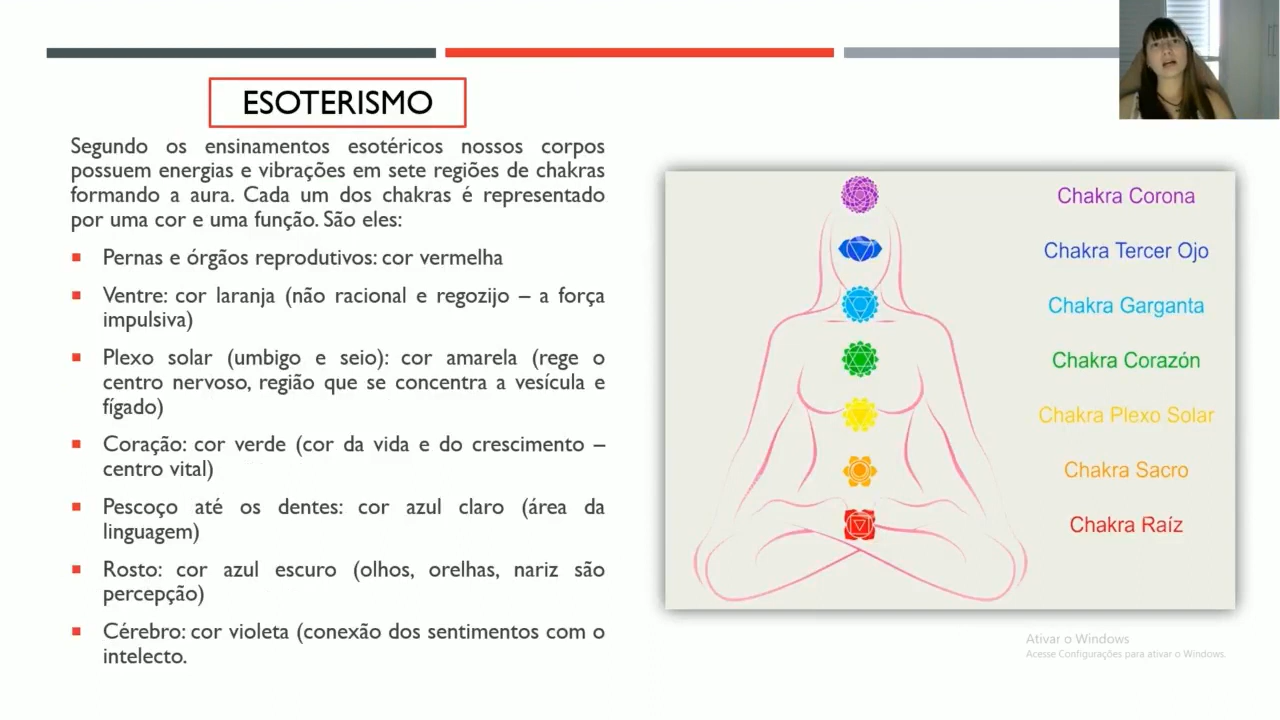 ESOTERISMO
Segundo os ensinamentos esotéricos nossos corpos
possuem energias e vibrações em sete regiões de chakras
formando a aura. Cada um dos chakras é representado
por uma cor e uma função. São eles:
Pernas e órgãos reprodutivos: cor vermelha
Ventre: cor laranja (não racional e regozijo – a força
impulsiva)
Plexo solar (umbigo e seio): cor amarela (rege o
centro nervoso, região que se concentra a vesícula e
fígado)
Coração: cor verde (cor da vida e do crescimento –
centro vital)
Pescoço até os dentes: cor azul claro (área da
linguagem)
Rosto: cor azul escuro (olhos, orelhas, nariz são
percepção)
Cérebro: cor violeta (conexão dos sentimentos com o
intelecto.
Chakra Corona
Chakra Tercer Ojo
Chakra Garganta
Chakra Corazón
Chakra Plexo Solar
Chakra Sacro
Chakra Raíz
Ativar o Windows
Acesse Configurações para ativar o Windows.